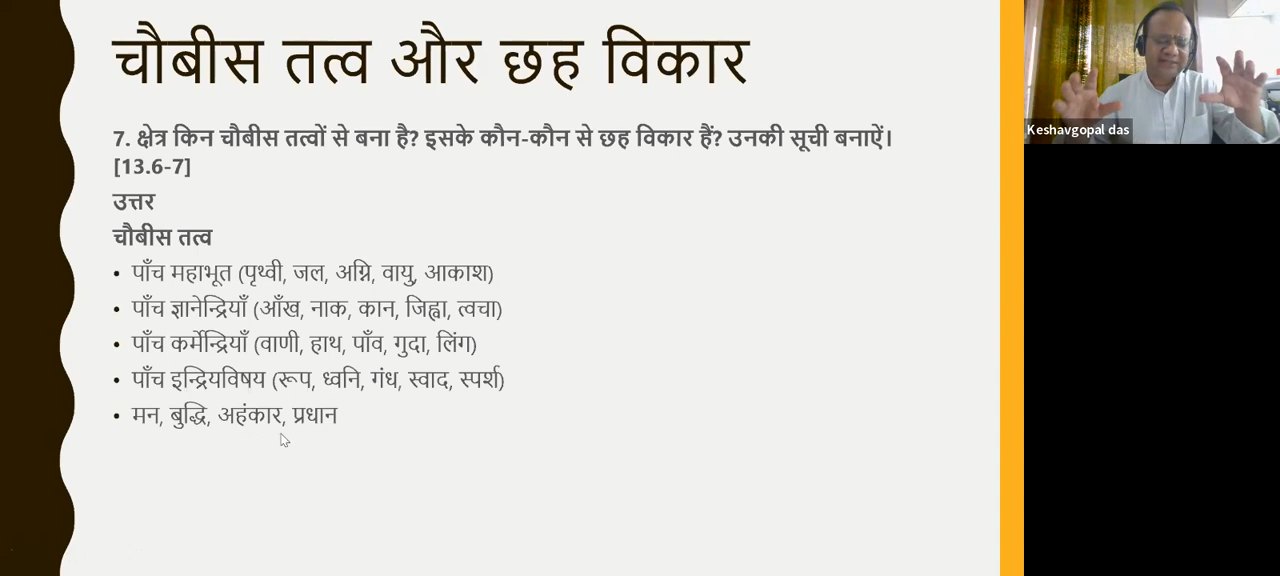 चौबीस तत्व और छह विकार
7. क्षेत्र किन चौबीस तत्वों से बना है? इसके कौन-कौन से छह विकार हैं? उनकी सूची बनाऐं।
[13.6-7]
उत्तर
चौबीस तत्व
• पाँच महाभूत (पृथ्वी, जल, अग्नि, वायु, आकाश)
• पाँच ज्ञानेन्द्रियाँ (आँख, नाक, कान, जिह्वा, त्वचा)
• पाँच कर्मेन्द्रियाँ (वाणी, हाथ, पाँव, गुदा, लिंग)
• पाँच इन्द्रियविषय (रूप, ध्वनि, गंध, स्वाद, स्पर्श)
• मन, बुद्धि, अहंकार, प्रधान
Keshavgopal das